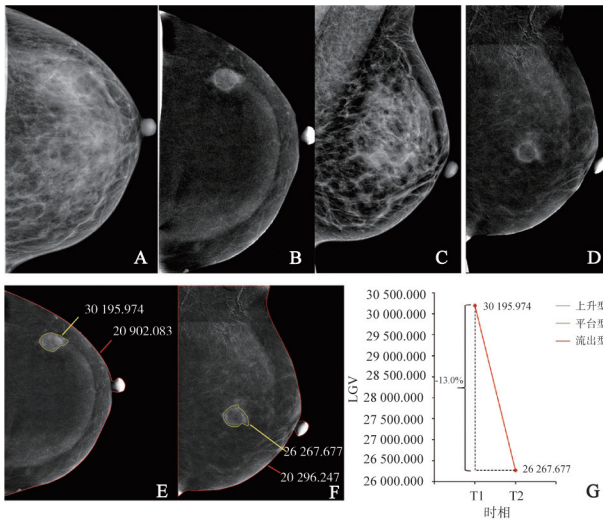 A
B
C
D
30 195.974
20 902.083
E
26 267.677
20 296.247
F
LGV
30 500.000
30 000.000
29 500.000
29 000.000
28 500.000
28 000.000
27 500.000
27 000.000
26 500.000
26 000.000
-13.0%
30 195.974
26 267.677
T1
T2
时相
上升型
平台型
流出型
G